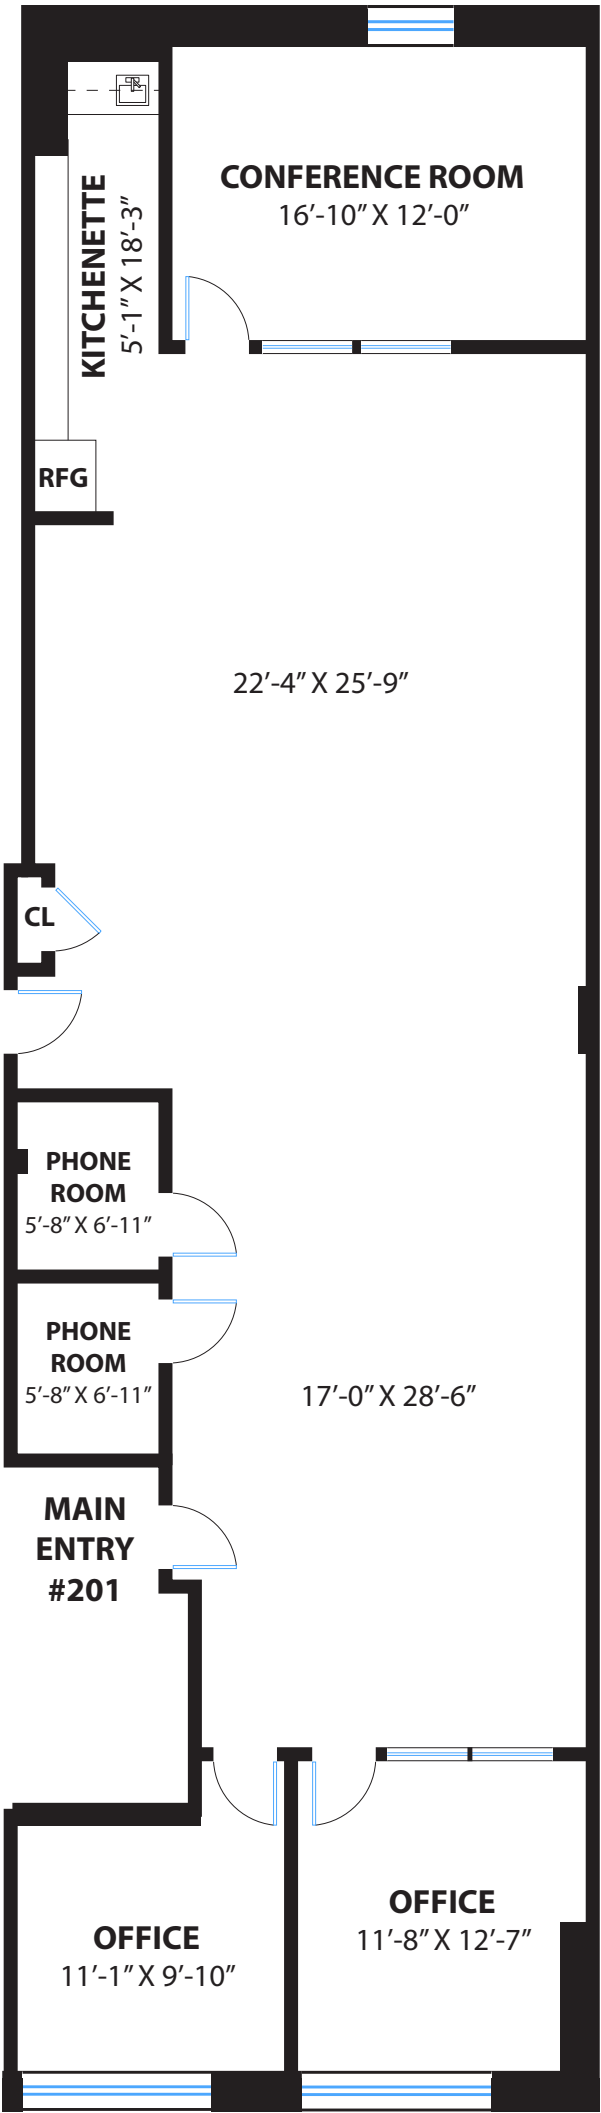 CONFERENCE ROOM
16′-10″ X 12′-0″
KITCHENETTE
5′-1″ X 18′-3″
RFG
22′-4″ X 25′-9″
CL
PHONE
ROOM
5′-8″ X 6′-11″
PHONE
ROOM
5′-8″ X 6′-11″
17′-0″ X 28′-6″
MAIN
ENTRY
#201
OFFICE
11′-8″ X 12′-7″
OFFICE
11′-1″ X 9′-10″